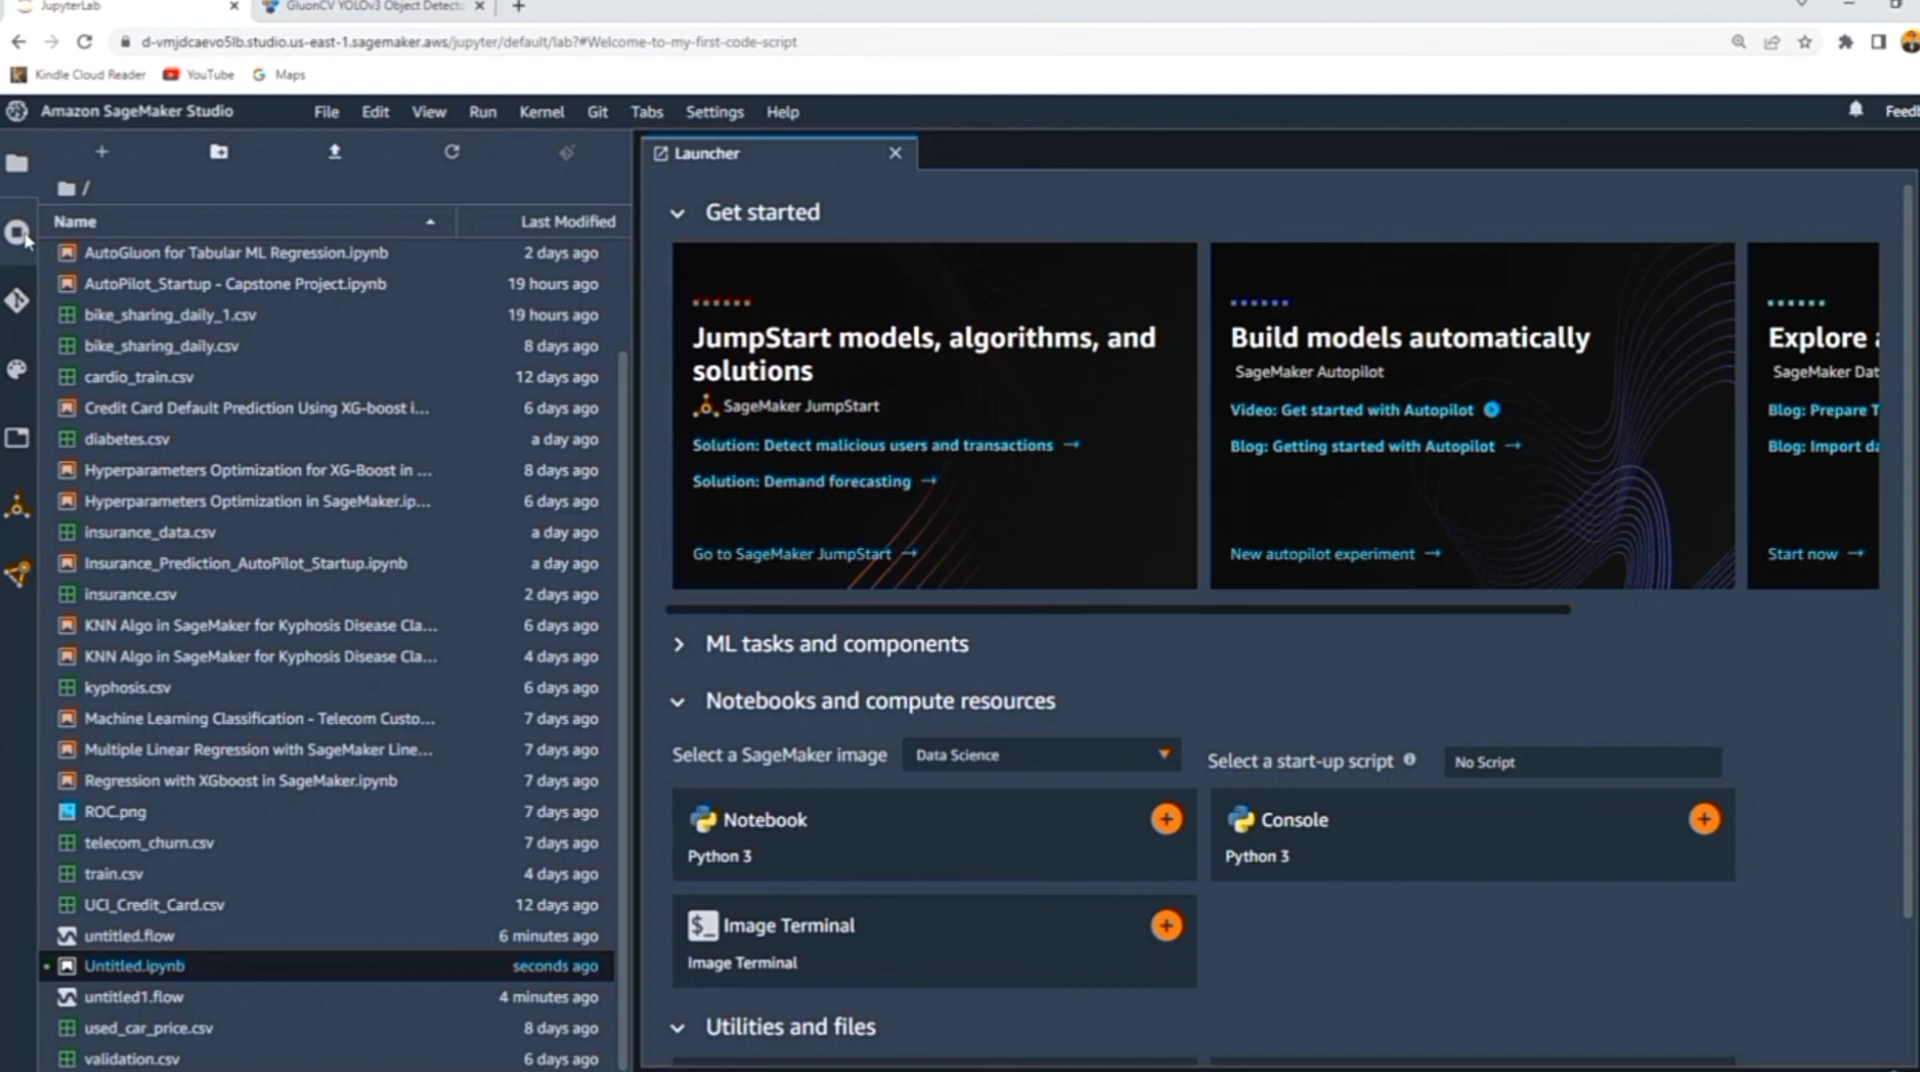 JupyterLab
GluonCV YOLOv3 Object Detecto
d-vmjdcaevo5lb.studio.us-east-1.sagemaker.aws/jupyter/default/lab?#Welcome-to-my-first-code-script
Kindle Cloud Reader YouTube Maps
Amazon SageMaker Studio File Edit View Run Kernel Git Tabs Settings Help Feedb
/
Name Last Modified
AutoGluon for Tabular ML Regression.ipynb 2 days ago
AutoPilot_Startup - Capstone Project.ipynb 19 hours ago
bike_sharing_daily_1.csv 19 hours ago
bike_sharing_daily.csv 8 days ago
cardio_train.csv 12 days ago
Credit Card Default Prediction Using XG-boost i... 6 days ago
diabetes.csv a day ago
Hyperparameters Optimization for XG-Boost in ... 8 days ago
Hyperparameters Optimization in SageMaker.ip... 6 days ago
insurance_data.csv a day ago
Insurance_Prediction_AutoPilot_Startup.ipynb a day ago
insurance.csv 2 days ago
KNN Algo in SageMaker for Kyphosis Disease Cla... 6 days ago
KNN Algo in SageMaker for Kyphosis Disease Cla... 4 days ago
kyphosis.csv 6 days ago
Machine Learning Classification - Telecom Custo... 7 days ago
Multiple Linear Regression with SageMaker Line... 7 days ago
Regression with XGboost in SageMaker.ipynb 7 days ago
ROC.png 7 days ago
telecom_churn.csv 7 days ago
train.csv 4 days ago
UCI_Credit_Card.csv 12 days ago
untitled.flow 6 minutes ago
Untitled.ipynb seconds ago
untitled1.flow 4 minutes ago
used_car_price.csv 8 days ago
validation.csv 6 days ago
Launcher
Get started
JumpStart models, algorithms, and
solutions
SageMaker JumpStart
Solution: Detect malicious users and transactions →
Solution: Demand forecasting →
Go to SageMaker JumpStart →
Build models automatically
SageMaker Autopilot
Video: Get started with Autopilot
Blog: Getting started with Autopilot →
New autopilot experiment →
Explore a
SageMaker Dat
Blog: Prepare T
Blog: Import da
Start now →
ML tasks and components
Notebooks and compute resources
Select a SageMaker image Data Science
Select a start-up script No Script
Notebook
Python 3
Console
Python 3
$_ Image Terminal
Image Terminal
Utilities and files